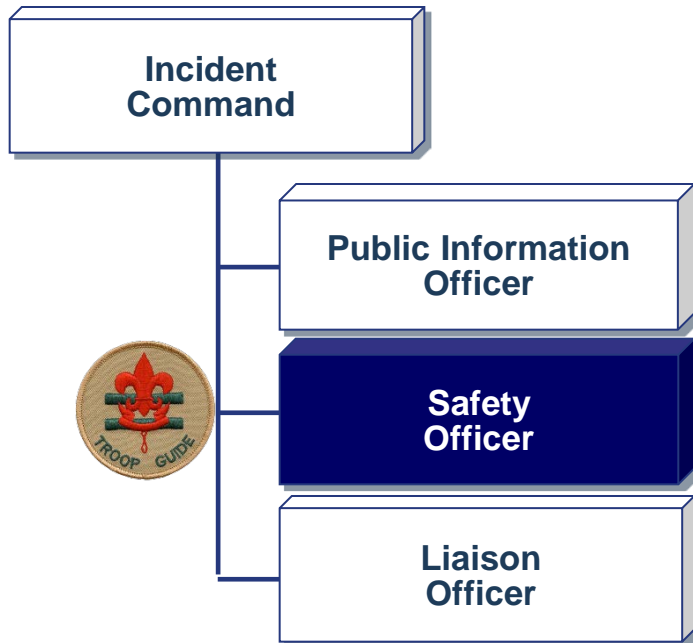 Incident
Command
Public Information
Officer
Safety
Officer
TROOP GUIDE
Liaison
Officer